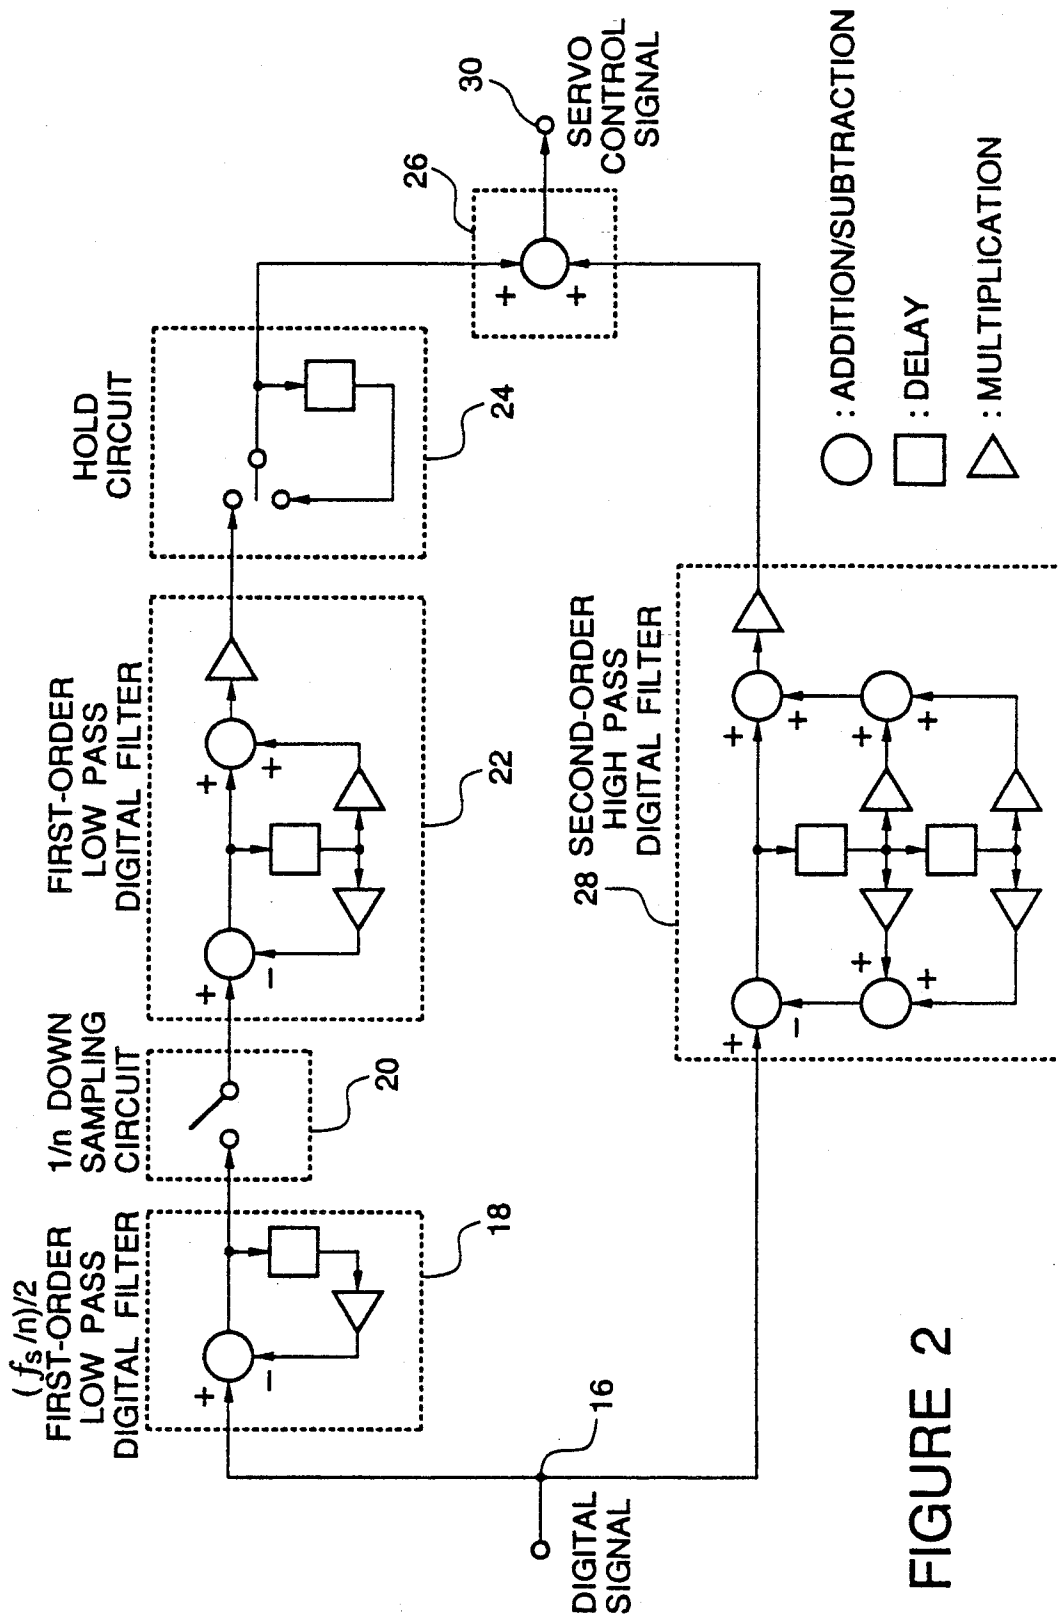 (fs/n)/2
FIRST-ORDER
LOW PASS
DIGITAL FILTER
1/n DOWN
SAMPLING
CIRCUIT
FIRST-ORDER
LOW PASS
DIGITAL FILTER
HOLD
CIRCUIT
+
−
18
20
+
−
+
+
22
24
26
+
+
30
SERVO
CONTROL
SIGNAL
16
DIGITAL
SIGNAL
28 SECOND-ORDER
HIGH PASS
DIGITAL FILTER
+
−
+
+
+
+
+
+
: ADDITION/SUBTRACTION
: DELAY
: MULTIPLICATION
FIGURE 2